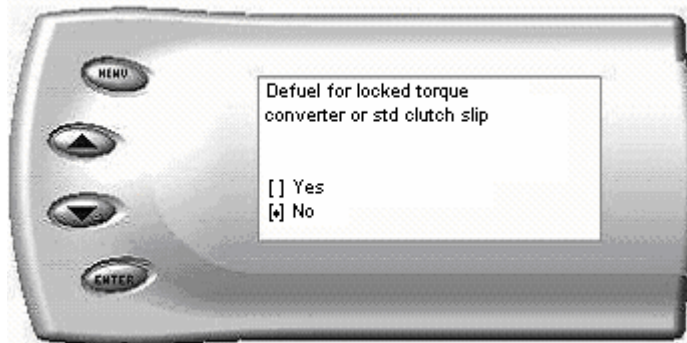 MENU
Defuel for locked torque
converter or std clutch slip
[ ] Yes
[♦] No
ENTER